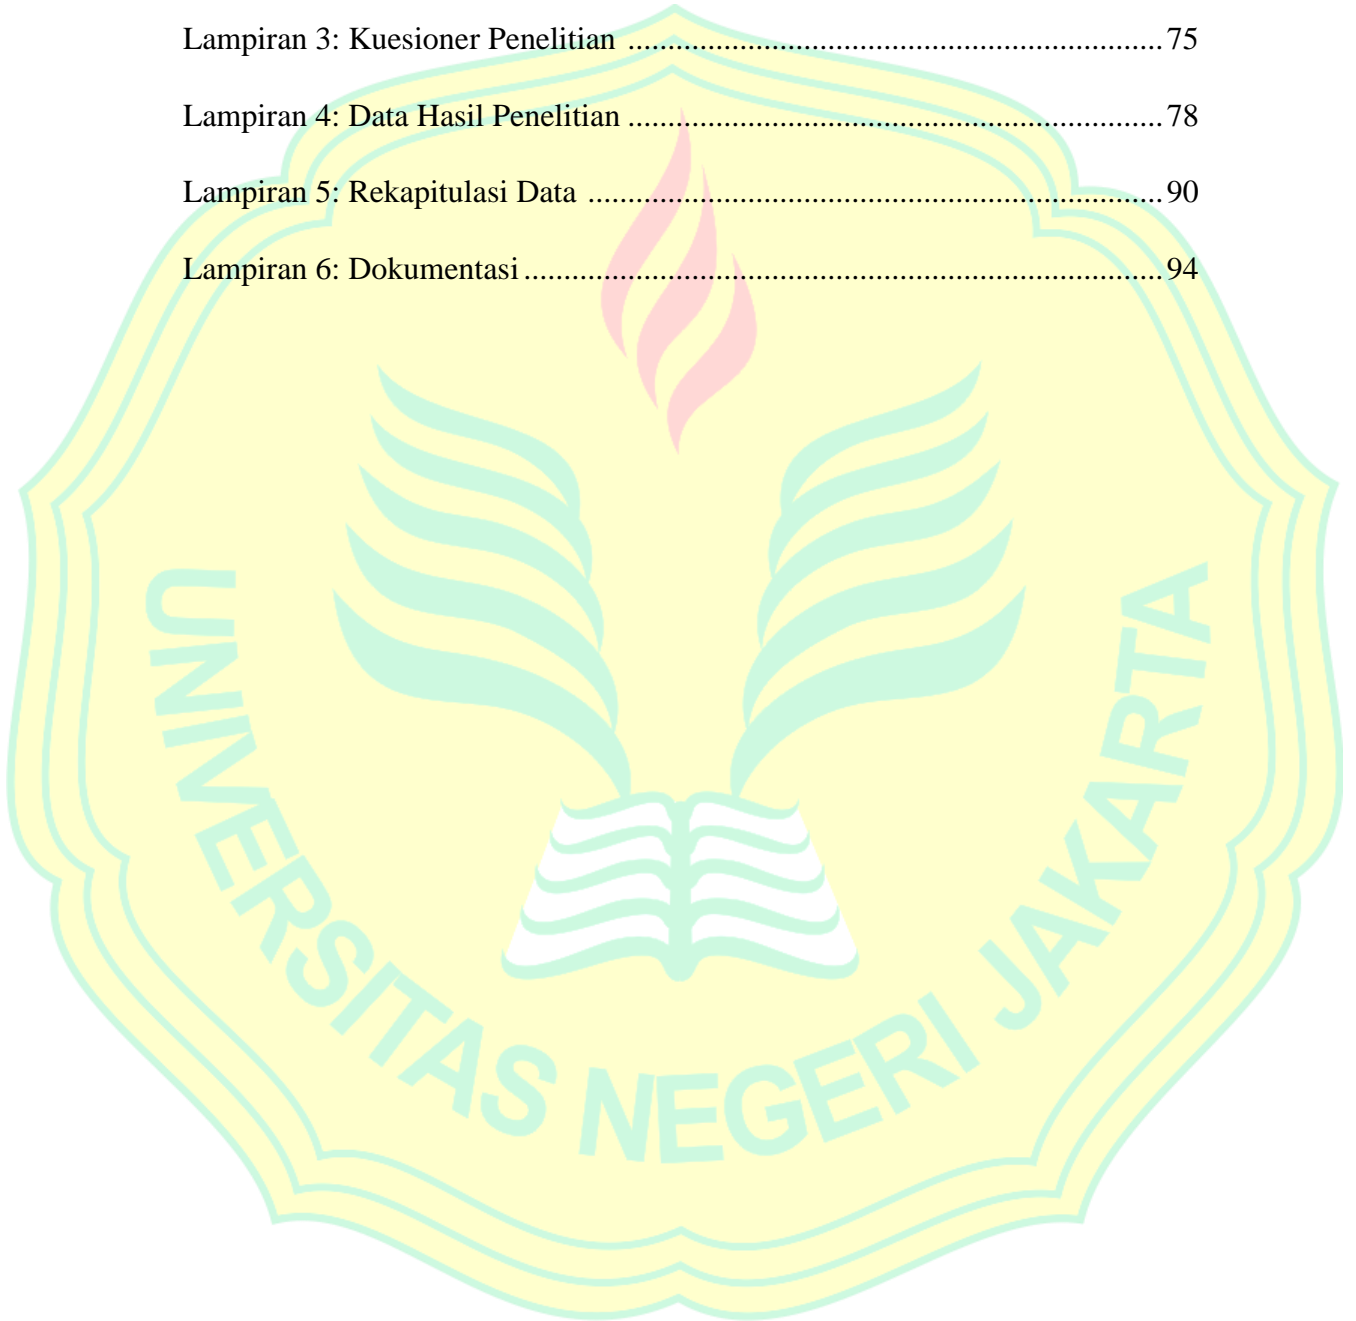 Lampiran 3: Kuesioner Penelitian ................................................................... 75
Lampiran 4: Data Hasil Penelitian ................................................................... 78
Lampiran 5: Rekapitulasi Data ........................................................................ 90
Lampiran 6: Dokumentasi ................................................................................ 94
UNIVERSITAS NEGERI JAKARTA